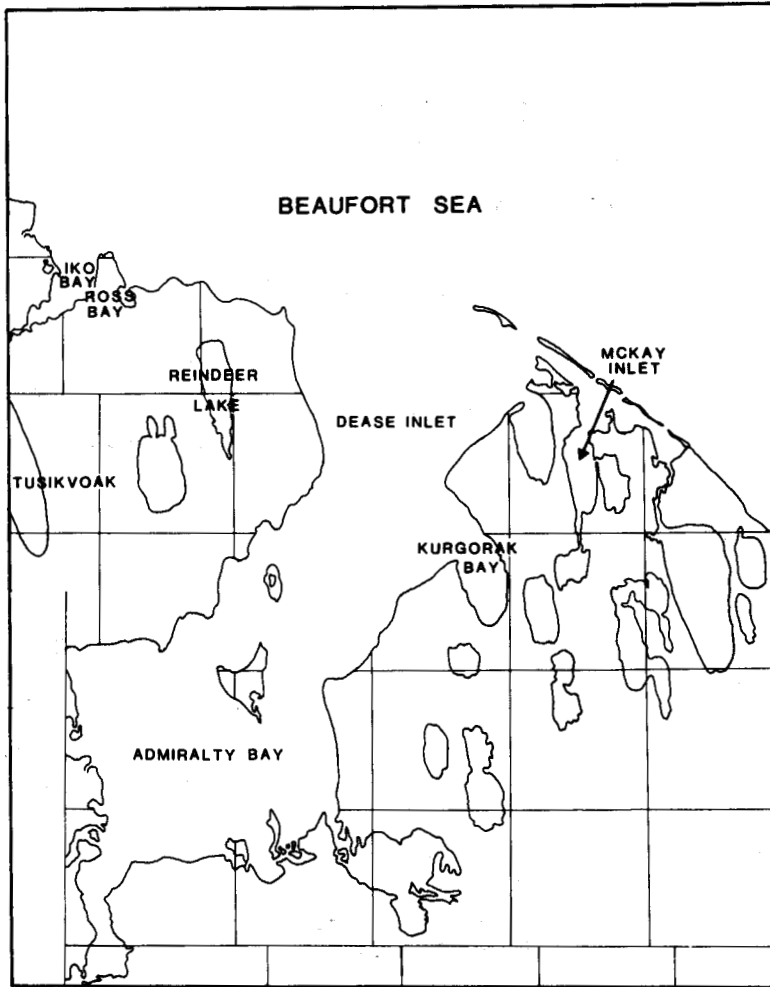 BEAUFORT SEA
IKO
BAY
ROSS
BAY
MCKAY
INLET
REINDEER
LAKE
DEASE INLET
TUSIKVOAK
KURGORAK
BAY
ADMIRALTY BAY